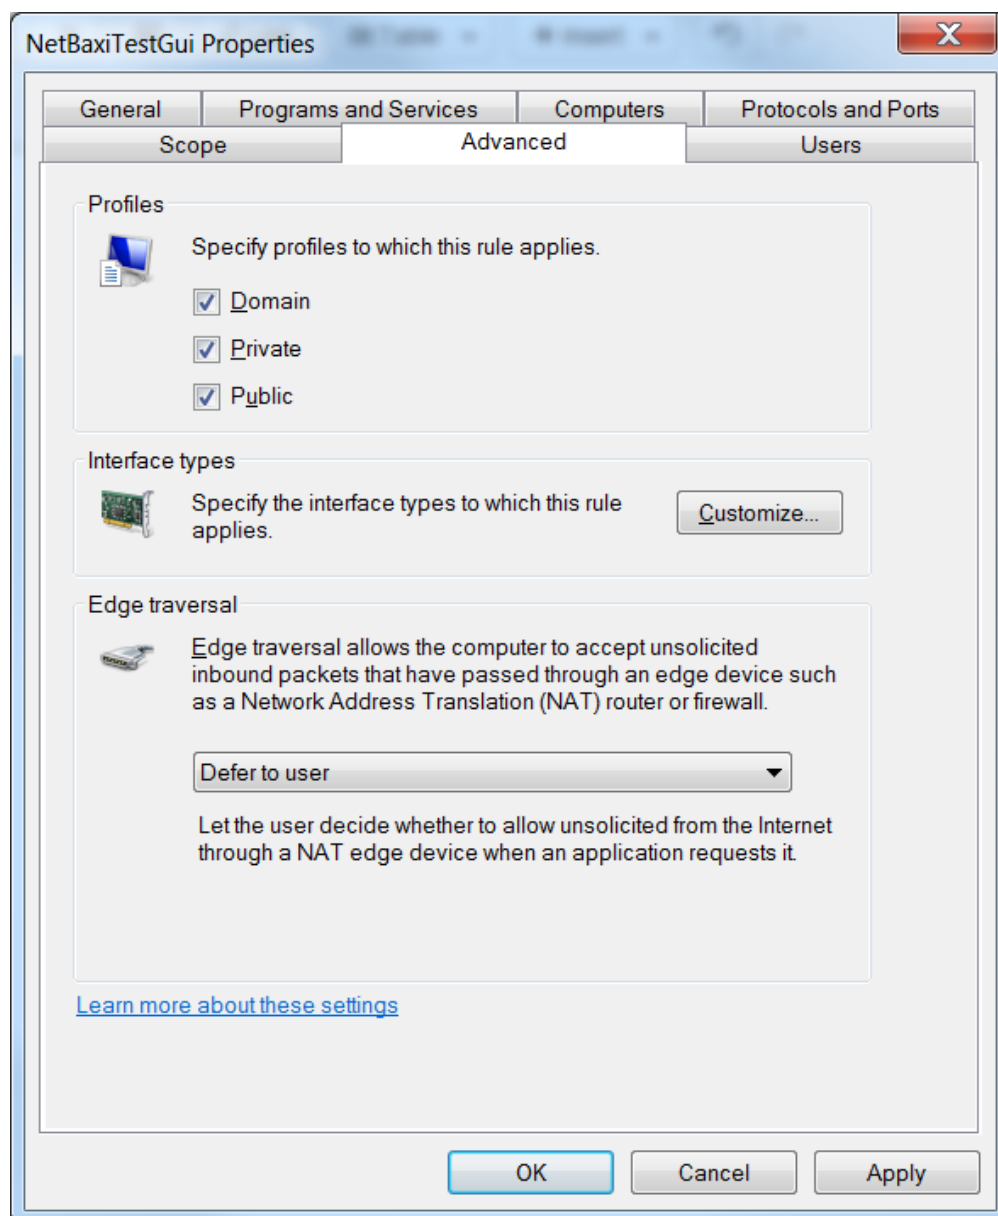 NetBaxiTestGui Properties
General
Programs and Services
Computers
Protocols and Ports
Scope
Advanced
Users
Profiles
Specify profiles to which this rule applies.
Domain
Private
Public
Interface types
Specify the interface types to which this rule
applies.
Customize...
Edge traversal
Edge traversal allows the computer to accept unsolicited
inbound packets that have passed through an edge device such
as a Network Address Translation (NAT) router or firewall.
Defer to user
Let the user decide whether to allow unsolicited from the Internet
through a NAT edge device when an application requests it.
Learn more about these settings
OK
Cancel
Apply